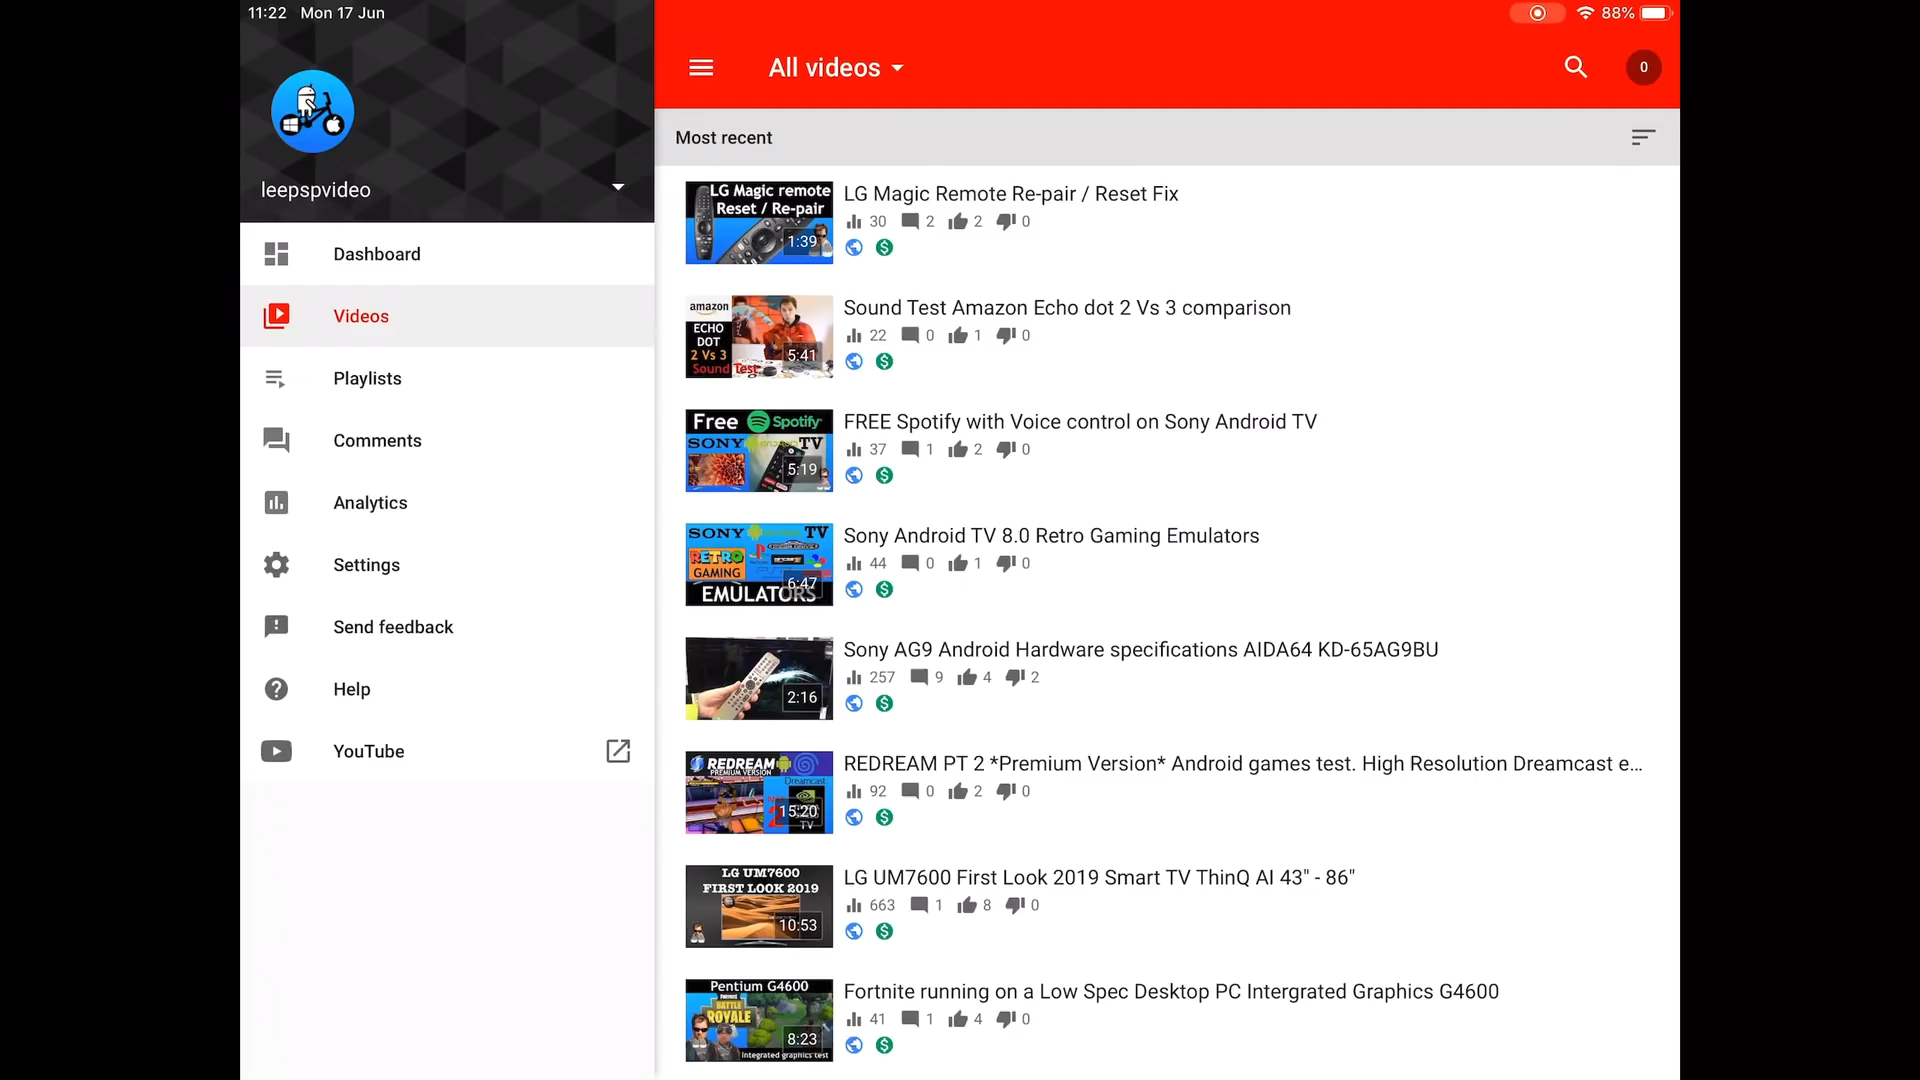 11:22 Mon 17 Jun
88%
leepspvideo
Dashboard
Videos
Playlists
Comments
Analytics
Settings
Send feedback
Help
YouTube
All videos
0
Most recent
LG Magic remote
Reset / Re-pair
1:39
LG Magic Remote Re-pair / Reset Fix
30 2 2 0
amazon
ECHO
DOT
2 Vs 3
Sound Test
5:41
Sound Test Amazon Echo dot 2 Vs 3 comparison
22 0 1 0
Free Spotify
SONY TV
5:19
FREE Spotify with Voice control on Sony Android TV
37 1 2 0
SONY TV
RETRO
GAMING
EMULATORS
6:47
Sony Android TV 8.0 Retro Gaming Emulators
44 0 1 0
2:16
Sony AG9 Android Hardware specifications AIDA64 KD-65AG9BU
257 9 4 2
REDREAM
PREMIUM VERSION
Dreamcast
2
TV
15:20
REDREAM PT 2 *Premium Version* Android games test. High Resolution Dreamcast e...
92 0 2 0
LG UM7600
FIRST LOOK 2019
10:53
LG UM7600 First Look 2019 Smart TV ThinQ AI 43" - 86"
663 1 8 0
Pentium G4600
BATTLE
ROYALE
8:23
Integrated graphics test
Fortnite running on a Low Spec Desktop PC Intergrated Graphics G4600
41 1 4 0